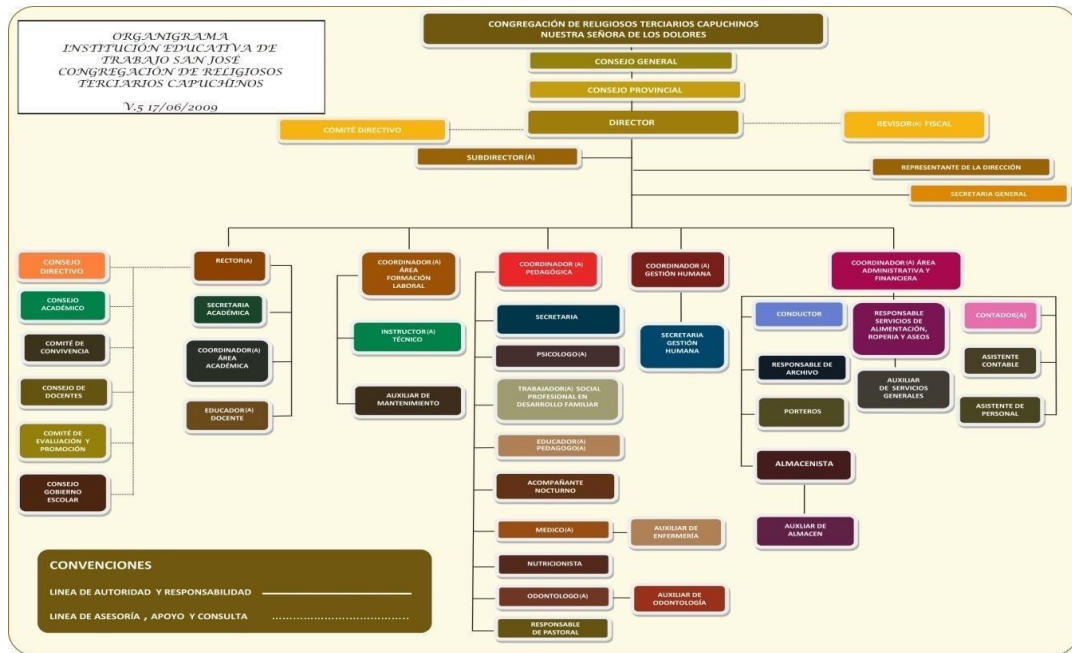 ORGANIGRAMA
INSTITUCIÓN EDUCATIVA DE
TRABAJO SAN JOSÉ
CONGREGACIÓN DE RELIGIOSOS
TERCIARIOS CAPUCHINOS
V.5 17/06/2009
CONGREGACIÓN DE RELIGIOSOS TERCIARIOS CAPUCHINOS
NUESTRA SEÑORA DE LOS DOLORES
CONSEJO GENERAL
CONSEJO PROVINCIAL
COMITÉ DIRECTIVO
DIRECTOR
REVISOR(A) FISCAL
SUBDIRECTOR(A)
REPRESENTANTE DE LA DIRECCIÓN
SECRETARIA GENERAL
CONSEJO
DIRECTIVO
CONSEJO
ACADÉMICO
COMITÉ DE
CONVIVENCIA
CONSEJO DE
DOCENTES
COMITÉ DE
EVALUACIÓN Y
PROMOCIÓN
CONSEJO
GOBIERNO
ESCOLAR
RECTOR(A)
SECRETARIA
ACADÉMICA
COORDINADOR(A)
ÁREA
ACADÉMICA
EDUCADOR(A)
DOCENTE
COORDINADOR(A)
ÁREA
FORMACIÓN
LABORAL
INSTRUCTOR(A)
TÉCNICO
AUXILIAR DE
MANTENIMIENTO
COORDINADOR (A)
PEDAGÓGICA
SECRETARIA
PSICOLOGO(A)
TRABAJADOR(A) SOCIAL
PROFESIONAL EN
DESARROLLO FAMILIAR
EDUCADOR(A)
PEDAGOGO(A)
ACOMPAÑANTE
NOCTURNO
MEDICO(A)
AUXILIAR DE
ENFERMERÍA
NUTRICIONISTA
ODONTOLOGO(A)
AUXILIAR DE
ODONTOLOGÍA
RESPONSABLE
DE PASTORAL
COORDINADOR (A)
GESTIÓN HUMANA
SECRETARIA
GESTIÓN
HUMANA
COORDINADOR(A) ÁREA
ADMINISTRATIVA Y
FINANCIERA
CONDUCTOR
RESPONSABLE DE
ARCHIVO
PORTEROS
ALMACENISTA
AUXLIAR DE
ALMACEN
RESPONSABLE
SERVICIOS DE
ALIMENTACIÓN,
ROPERIA Y ASEOS
AUXILIAR
DE SERVICIOS
GENERALES
CONTADOR(A)
ASISTENTE
CONTABLE
ASISTENTE DE
PERSONAL
CONVENCIONES
LINEA DE AUTORIDAD Y RESPONSABILIDAD
LINEA DE ASESORÍA , APOYO Y CONSULTA